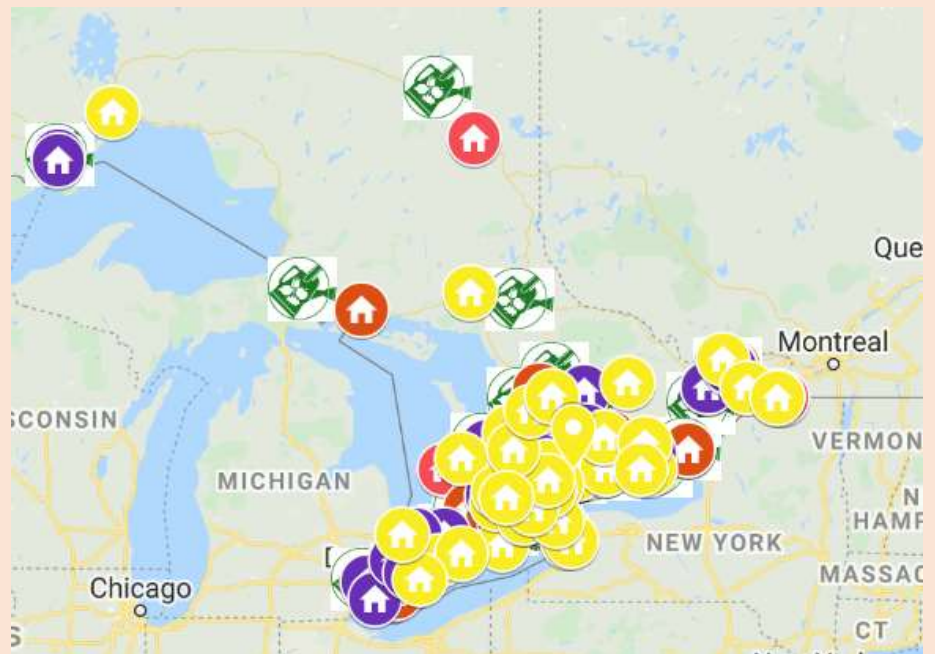 Que
Montreal
SCONSIN
VERMON
MICHIGAN
N
HAMP
NEW YORK
[
Chicago
MASSAC
S
CT